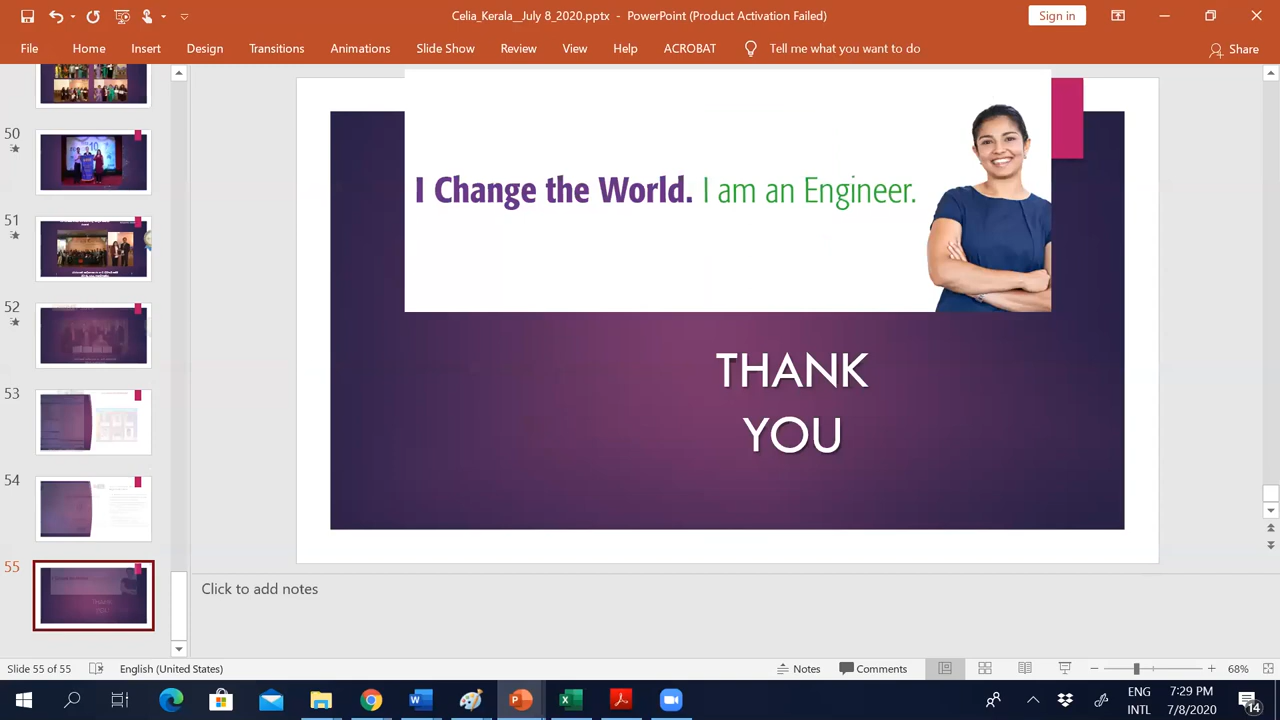 Celia_Kerala__July 8_2020.pptx - PowerPoint (Product Activation Failed)
Sign in
File Home Insert Design Transitions Animations Slide Show Review View Help ACROBAT Tell me what you want to do
Share
50
51
52
53
54
55
I Change the World. I am an Engineer.
THANK
YOU
Click to add notes
Slide 55 of 55 English (United States) Notes Comments 68%
ENG 7:29 PM
INTL 7/8/2020
14